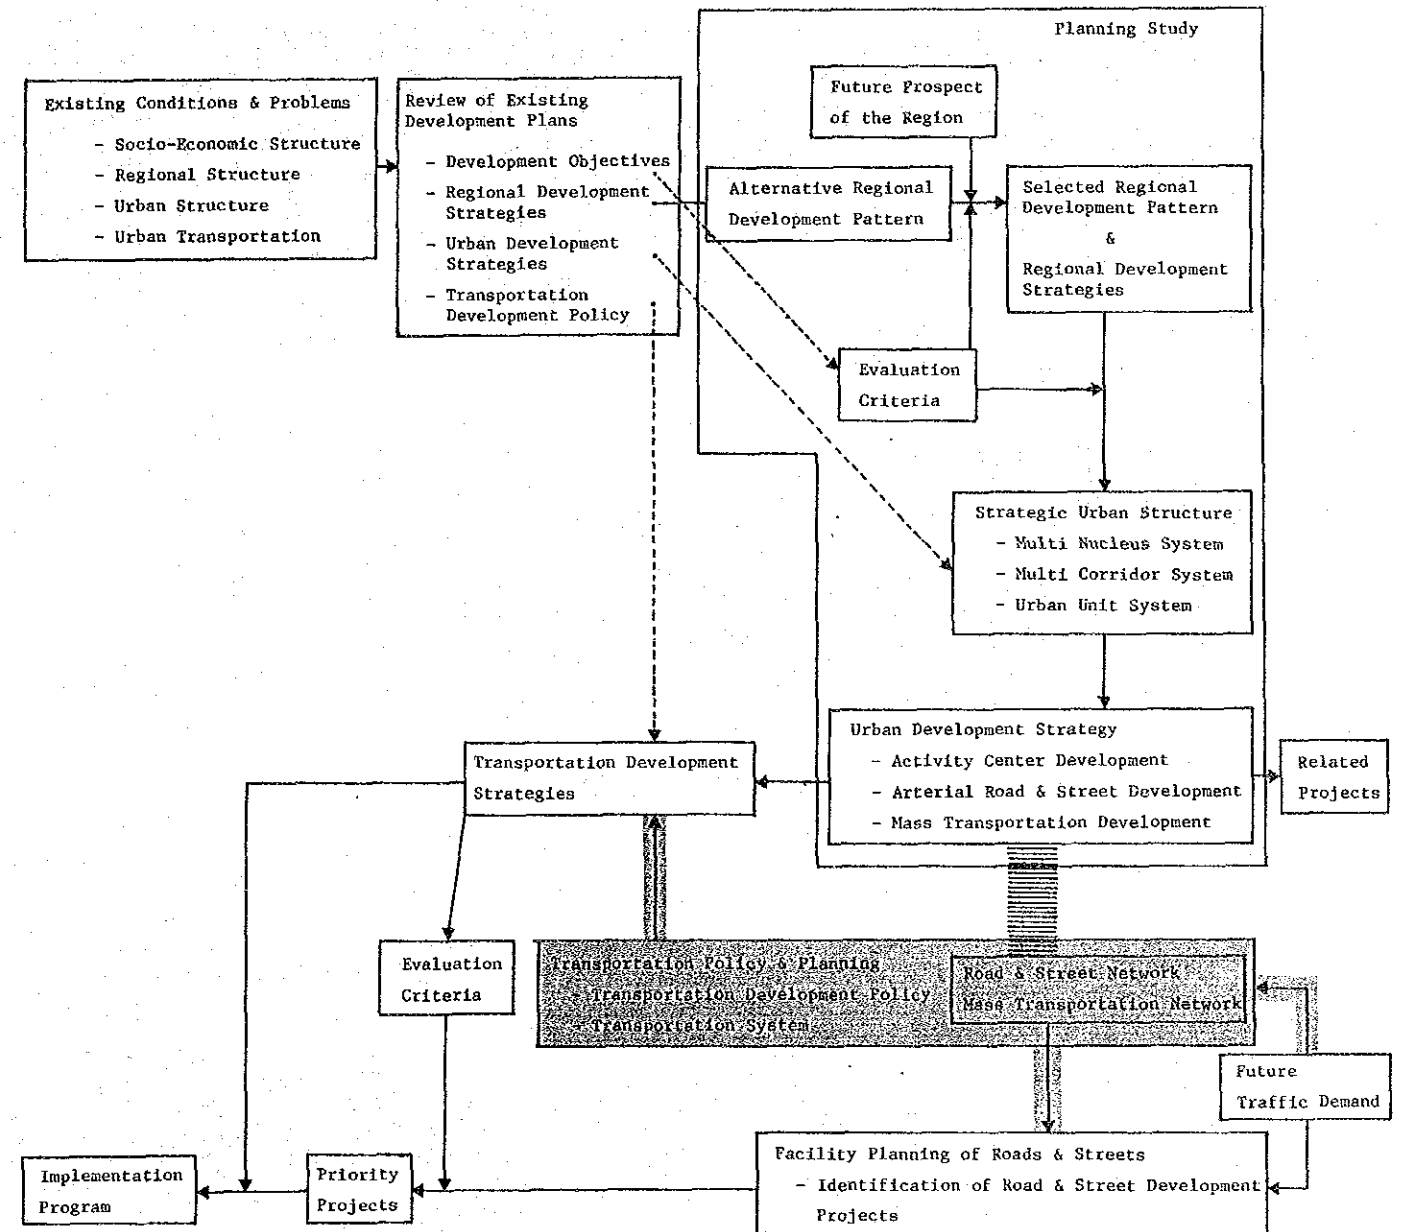 Planning Study
Existing Conditions & Problems
- Socio-Economic Structure
- Regional Structure
- Urban Structure
- Urban Transportation
Review of Existing
Development Plans
- Development Objectives
- Regional Development
Strategies
- Urban Development
Strategies
- Transportation
Development Policy
Future Prospect
of the Region
Alternative Regional
Development Pattern
Selected Regional
Development Pattern
&
Regional Development
Strategies
Evaluation
Criteria
Strategic Urban Structure
- Multi Nucleus System
- Multi Corridor System
- Urban Unit System
Urban Development Strategy
- Activity Center Development
- Arterial Road & Street Development
- Mass Transportation Development
Related
Projects
Transportation Development
Strategies
Evaluation
Criteria
Transportation Policy & Planning
- Transportation Development Policy
- Transportation System
Road & Street Network
Mass Transportation Network
Future
Traffic Demand
Facility Planning of Roads & Streets
- Identification of Road & Street Development
Projects
Priority
Projects
Implementation
Program